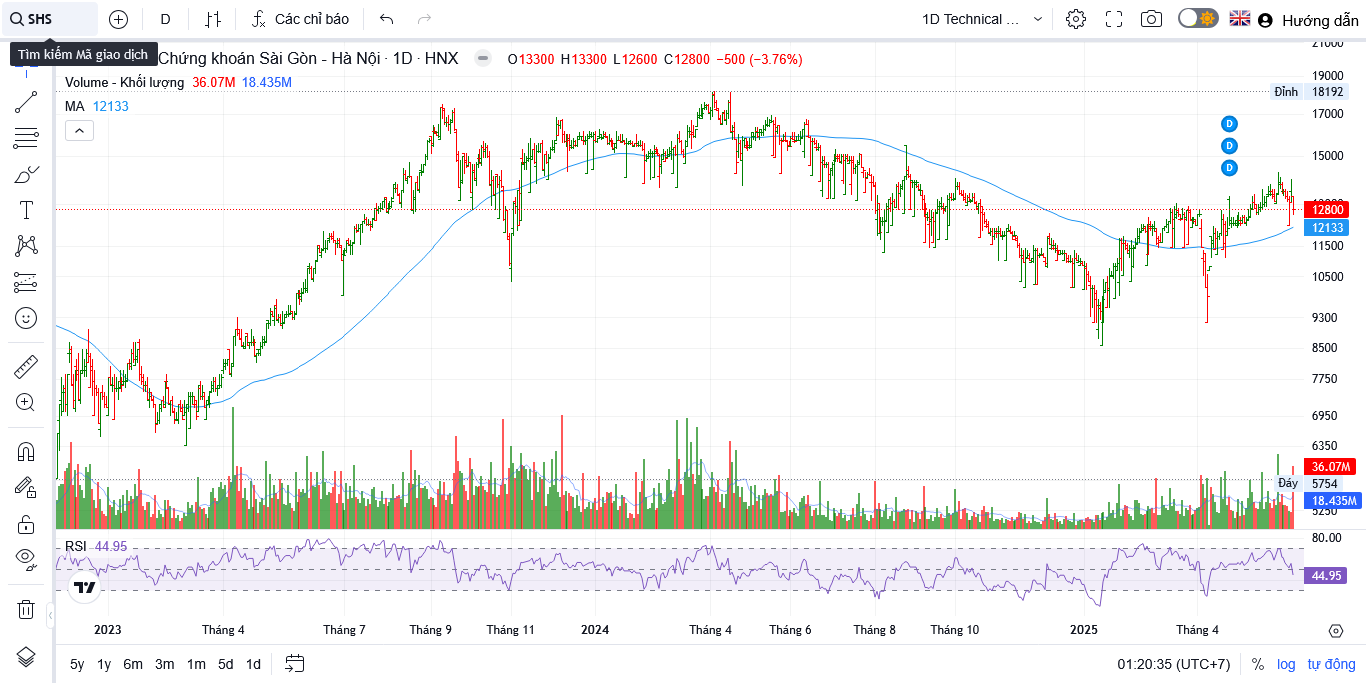 SHS
D
Các chỉ báo
1D Technical ...
Hướng dẫn
Tìm kiếm Mã giao dịch
Chứng khoán Sài Gòn - Hà Nội · 1D · HNX
O13300 H13300 L12600 C12800 −500 (−3.76%)
Volume - Khối lượng 36.07M 18.435M
MA 12133
21000
19000
Đỉnh 18192
17000
D
D
15000
D
12800
12133
11500
10500
9300
8500
7750
6950
6350
36.07M
Đáy 5754
18.435M
5250
80.00
RSI 44.95
44.95
2023 Tháng 4 Tháng 7 Tháng 9 Tháng 11 2024 Tháng 4 Tháng 6 Tháng 8 Tháng 10 2025 Tháng 4
5y 1y 6m 3m 1m 5d 1d
01:20:35 (UTC+7) % log tự động